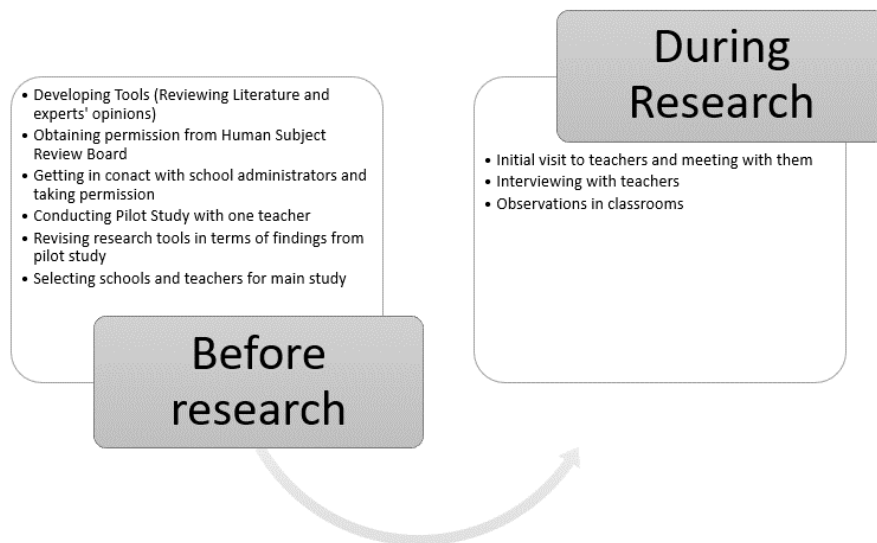 • Developing Tools (Reviewing Literature and
experts' opinions)
• Obtaining permission from Human Subject
Review Board
• Getting in conact with school administrators and
taking permission
• Conducting Pilot Study with one teacher
• Revising research tools in terms of findings from
pilot study
• Selecting schools and teachers for main study
Before
research
During
Research
• Initial visit to teachers and meeting with them
• Interviewing with teachers
• Observations in classrooms